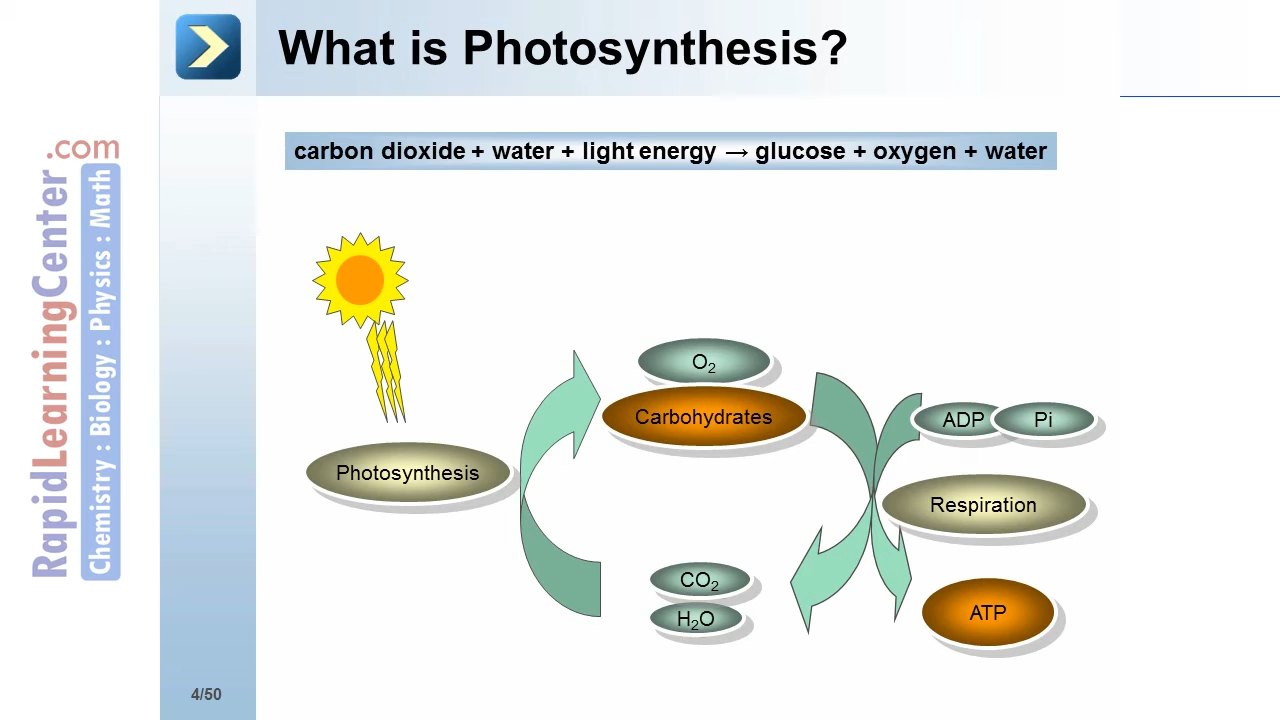 What is Photosynthesis?
carbon dioxide + water + light energy → glucose + oxygen + water
RapidLearningCenter.com
Chemistry : Biology : Physics : Math
O₂
Carbohydrates
ADP Pi
Photosynthesis
Respiration
CO₂
H₂O
ATP
4/50